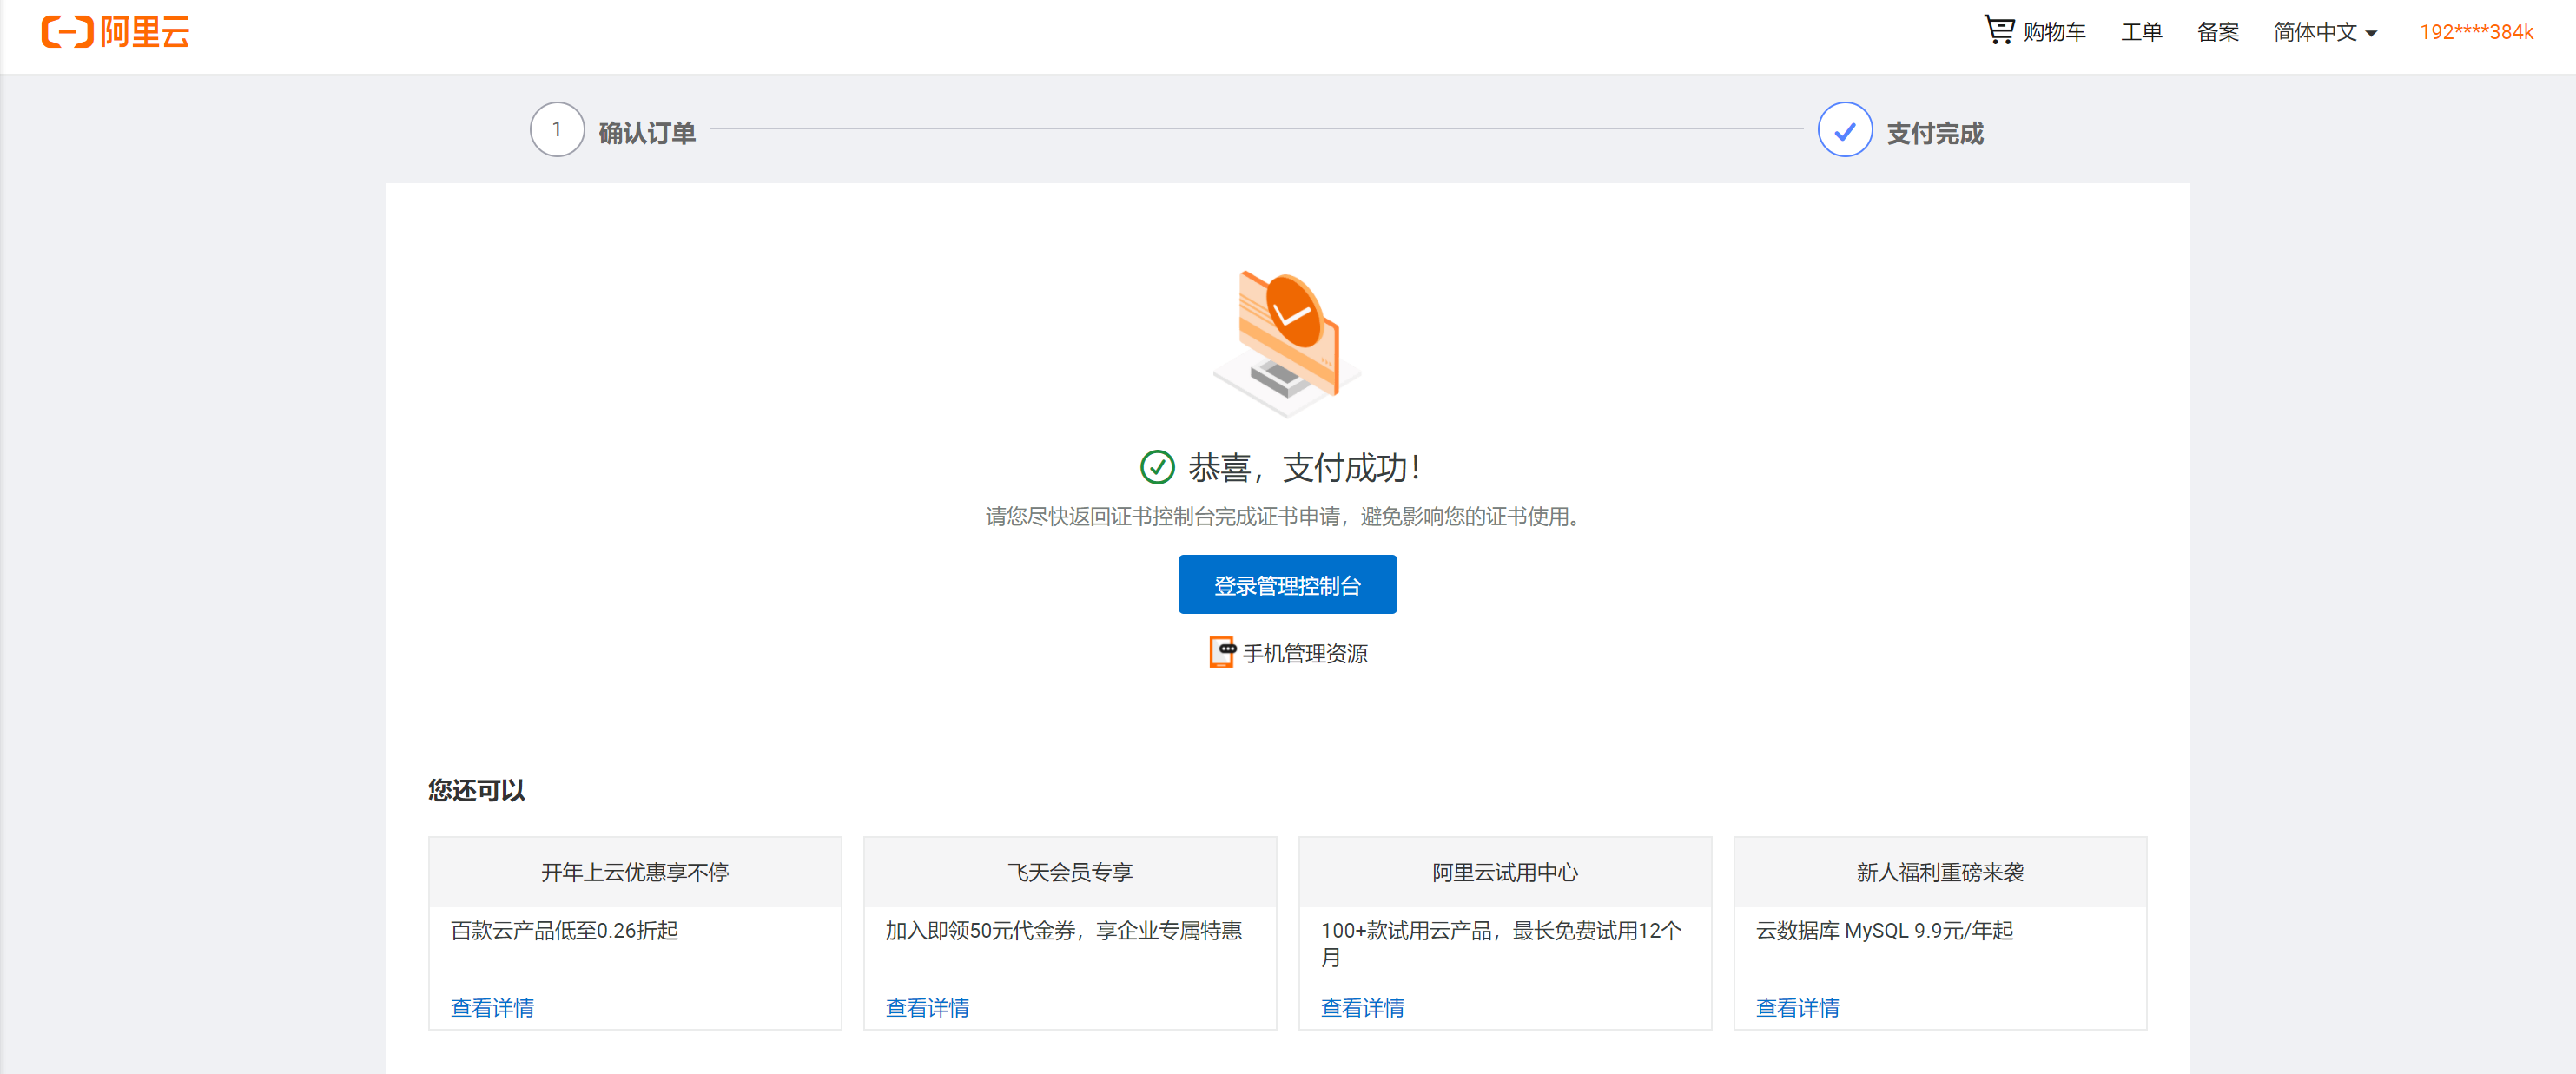 阿里云
购物车 工单 备案 简体中文 192****384k
1 确认订单 支付完成
恭喜，支付成功！
请您尽快返回证书控制台完成证书申请，避免影响您的证书使用。
登录管理控制台
手机管理资源
您还可以
开年上云优惠享不停
百款云产品低至0.26折起
查看详情
飞天会员专享
加入即领50元代金券，享企业专属特惠
查看详情
阿里云试用中心
100+款试用云产品，最长免费试用12个
月
查看详情
新人福利重磅来袭
云数据库 MySQL 9.9元/年起
查看详情